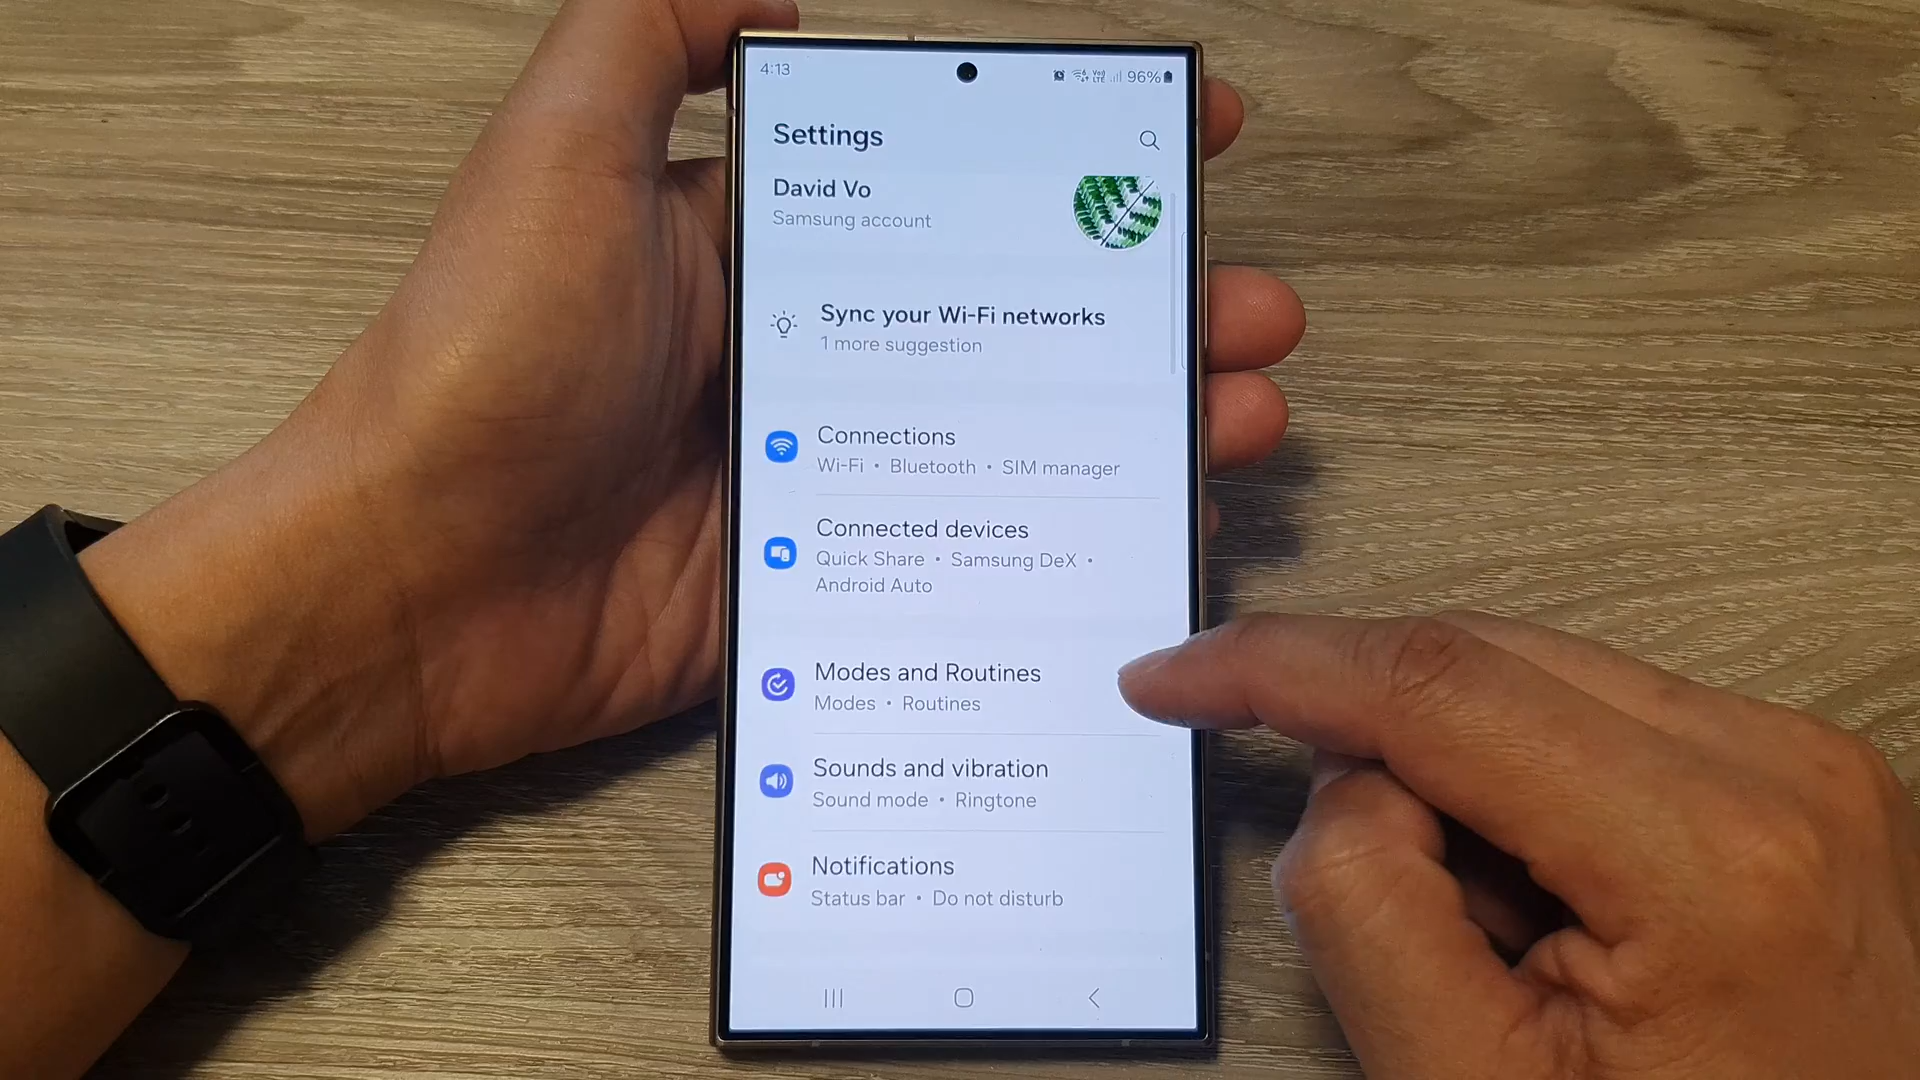 4:13
Vo)) LTE 96%
Settings
David Vo
Samsung account
Sync your Wi-Fi networks
1 more suggestion
Connections
Wi-Fi • Bluetooth • SIM manager
Connected devices
Quick Share • Samsung DeX •
Android Auto
Modes and Routines
Modes • Routines
Sounds and vibration
Sound mode • Ringtone
Notifications
Status bar • Do not disturb